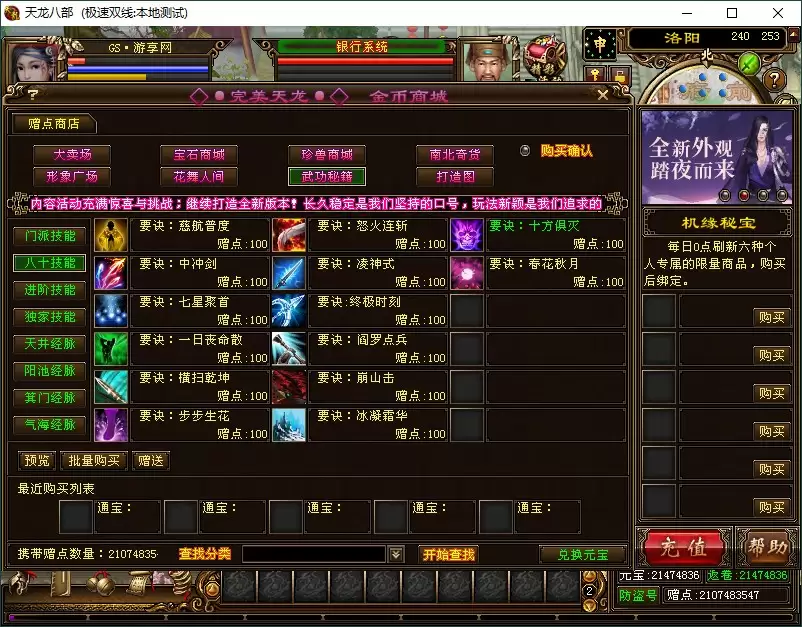 天龙八部 (极速双线:本地测试)
GS·游享网
银行系统
申
洛阳
240 253
北
完美天龙
金币商城
赠点商店
大卖场
宝石商城
珍兽商城
南北奇货
购买确认
形象广场
花舞人间
武功秘籍
打造图
内容活动充满惊喜与挑战；继续打造全新版本！长久稳定是我们坚持的口号，玩法新颖是我们追求的
全新外观
踏夜而来
机缘秘宝
每日0点刷新六种个
人专属的限量商品，购买
后绑定。
门派技能
八十技能
进阶技能
独家技能
天井经脉
阳池经脉
箕门经脉
气海经脉
要诀：慈航普度
赠点:100
要诀：怒火连斩
赠点:100
要诀：十方俱灭
赠点:100
要诀：中冲剑
赠点:100
要诀：凌神式
赠点:100
要诀：春花秋月
赠点:100
要诀：七星聚首
赠点:100
要诀:终极时刻
赠点:100
要诀：一日丧命散
赠点:100
要诀：阎罗点兵
赠点:100
要诀：横扫乾坤
赠点:100
要诀：崩山击
赠点:100
要诀：步步生花
赠点:100
要诀：冰凝霜华
赠点:100
购买
购买
购买
购买
购买
购买
预览
批量购买
赠送
最近购买列表
通宝：
通宝：
通宝：
通宝：
通宝：
携带赠点数量：21074835
查找分类
开始查找
兑换元宝
充值
帮助
元宝:21474836
返卷:21474836
防盗号
赠点:2107483547
2